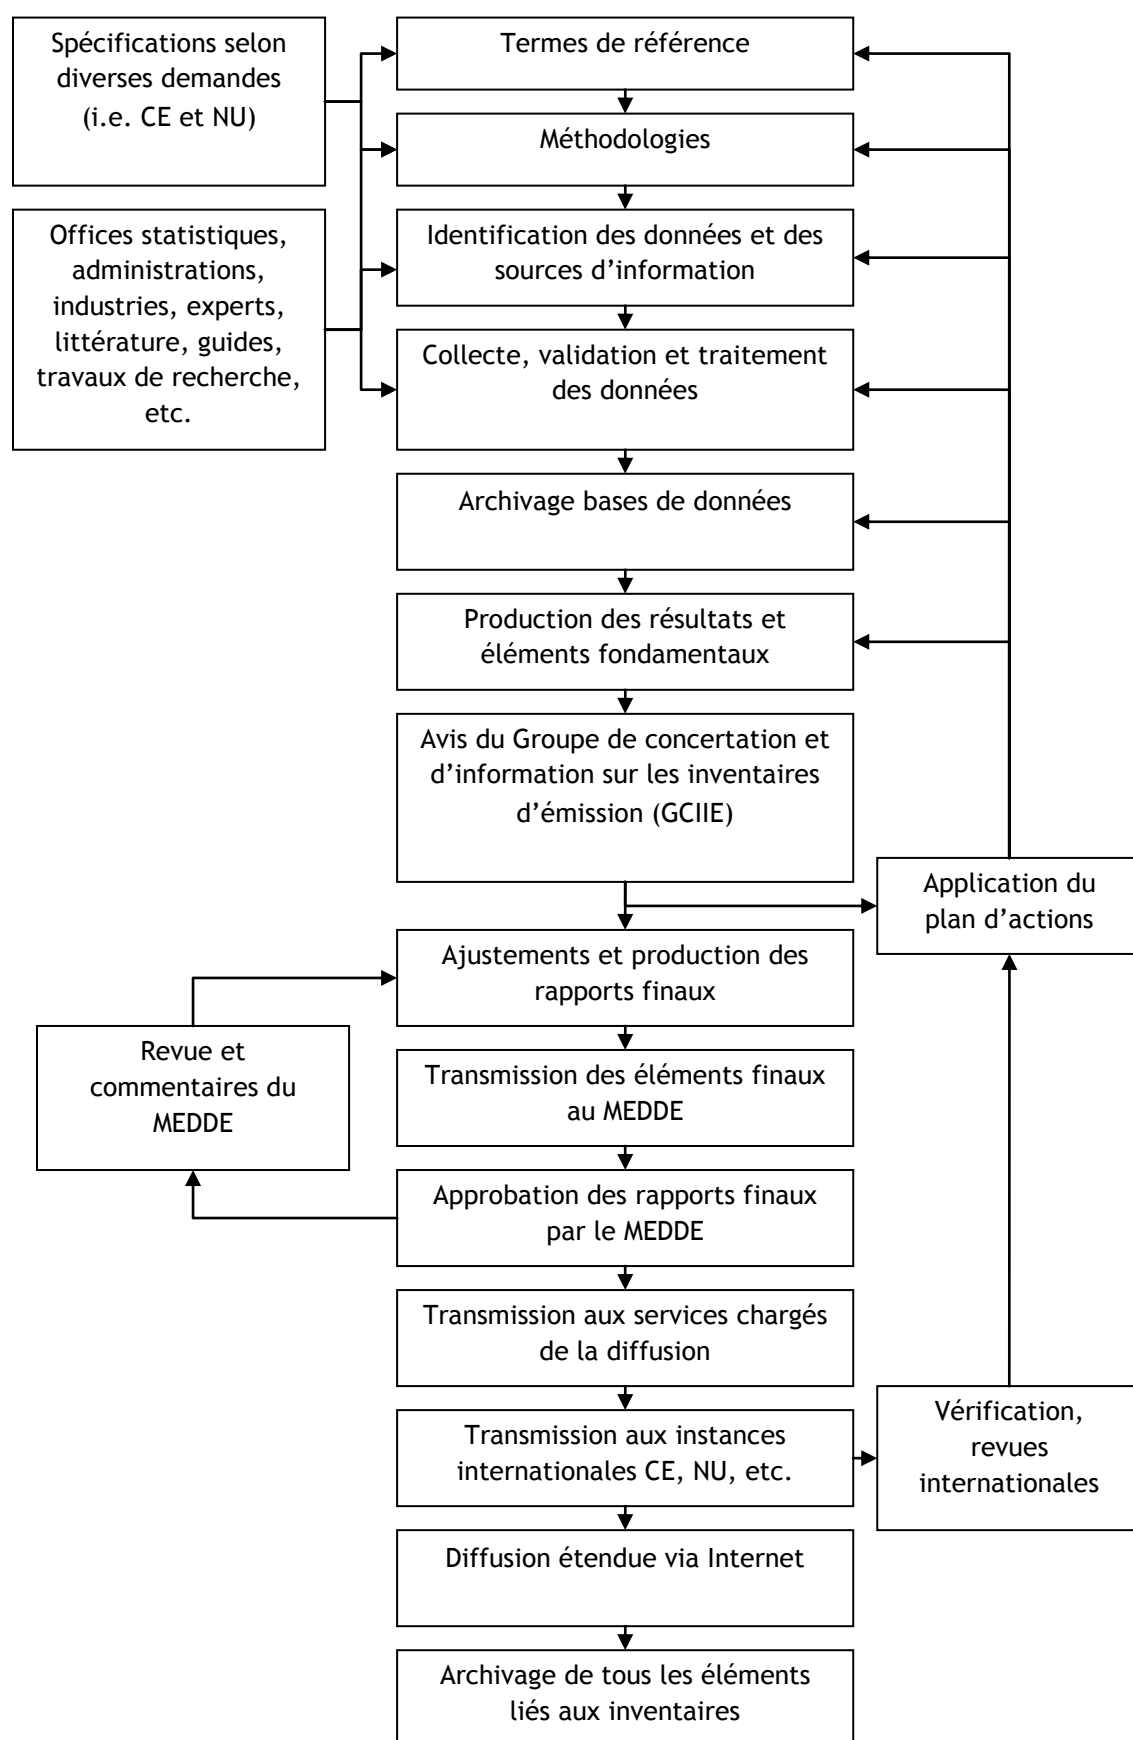 Spécifications selon
diverses demandes
(i.e. CE et NU)
Termes de référence
Méthodologies
Offices statistiques,
administrations,
industries, experts,
littérature, guides,
travaux de recherche,
etc.
Identification des données et des
sources d’information
Collecte, validation et traitement
des données
Archivage bases de données
Production des résultats et
éléments fondamentaux
Avis du Groupe de concertation et
d’information sur les inventaires
d’émission (GCIIE)
Application du
plan d’actions
Ajustements et production des
rapports finaux
Revue et
commentaires du
MEDDE
Transmission des éléments finaux
au MEDDE
Approbation des rapports finaux
par le MEDDE
Transmission aux services chargés
de la diffusion
Transmission aux instances
internationales CE, NU, etc.
Vérification,
revues
internationales
Diffusion étendue via Internet
Archivage de tous les éléments
liés aux inventaires